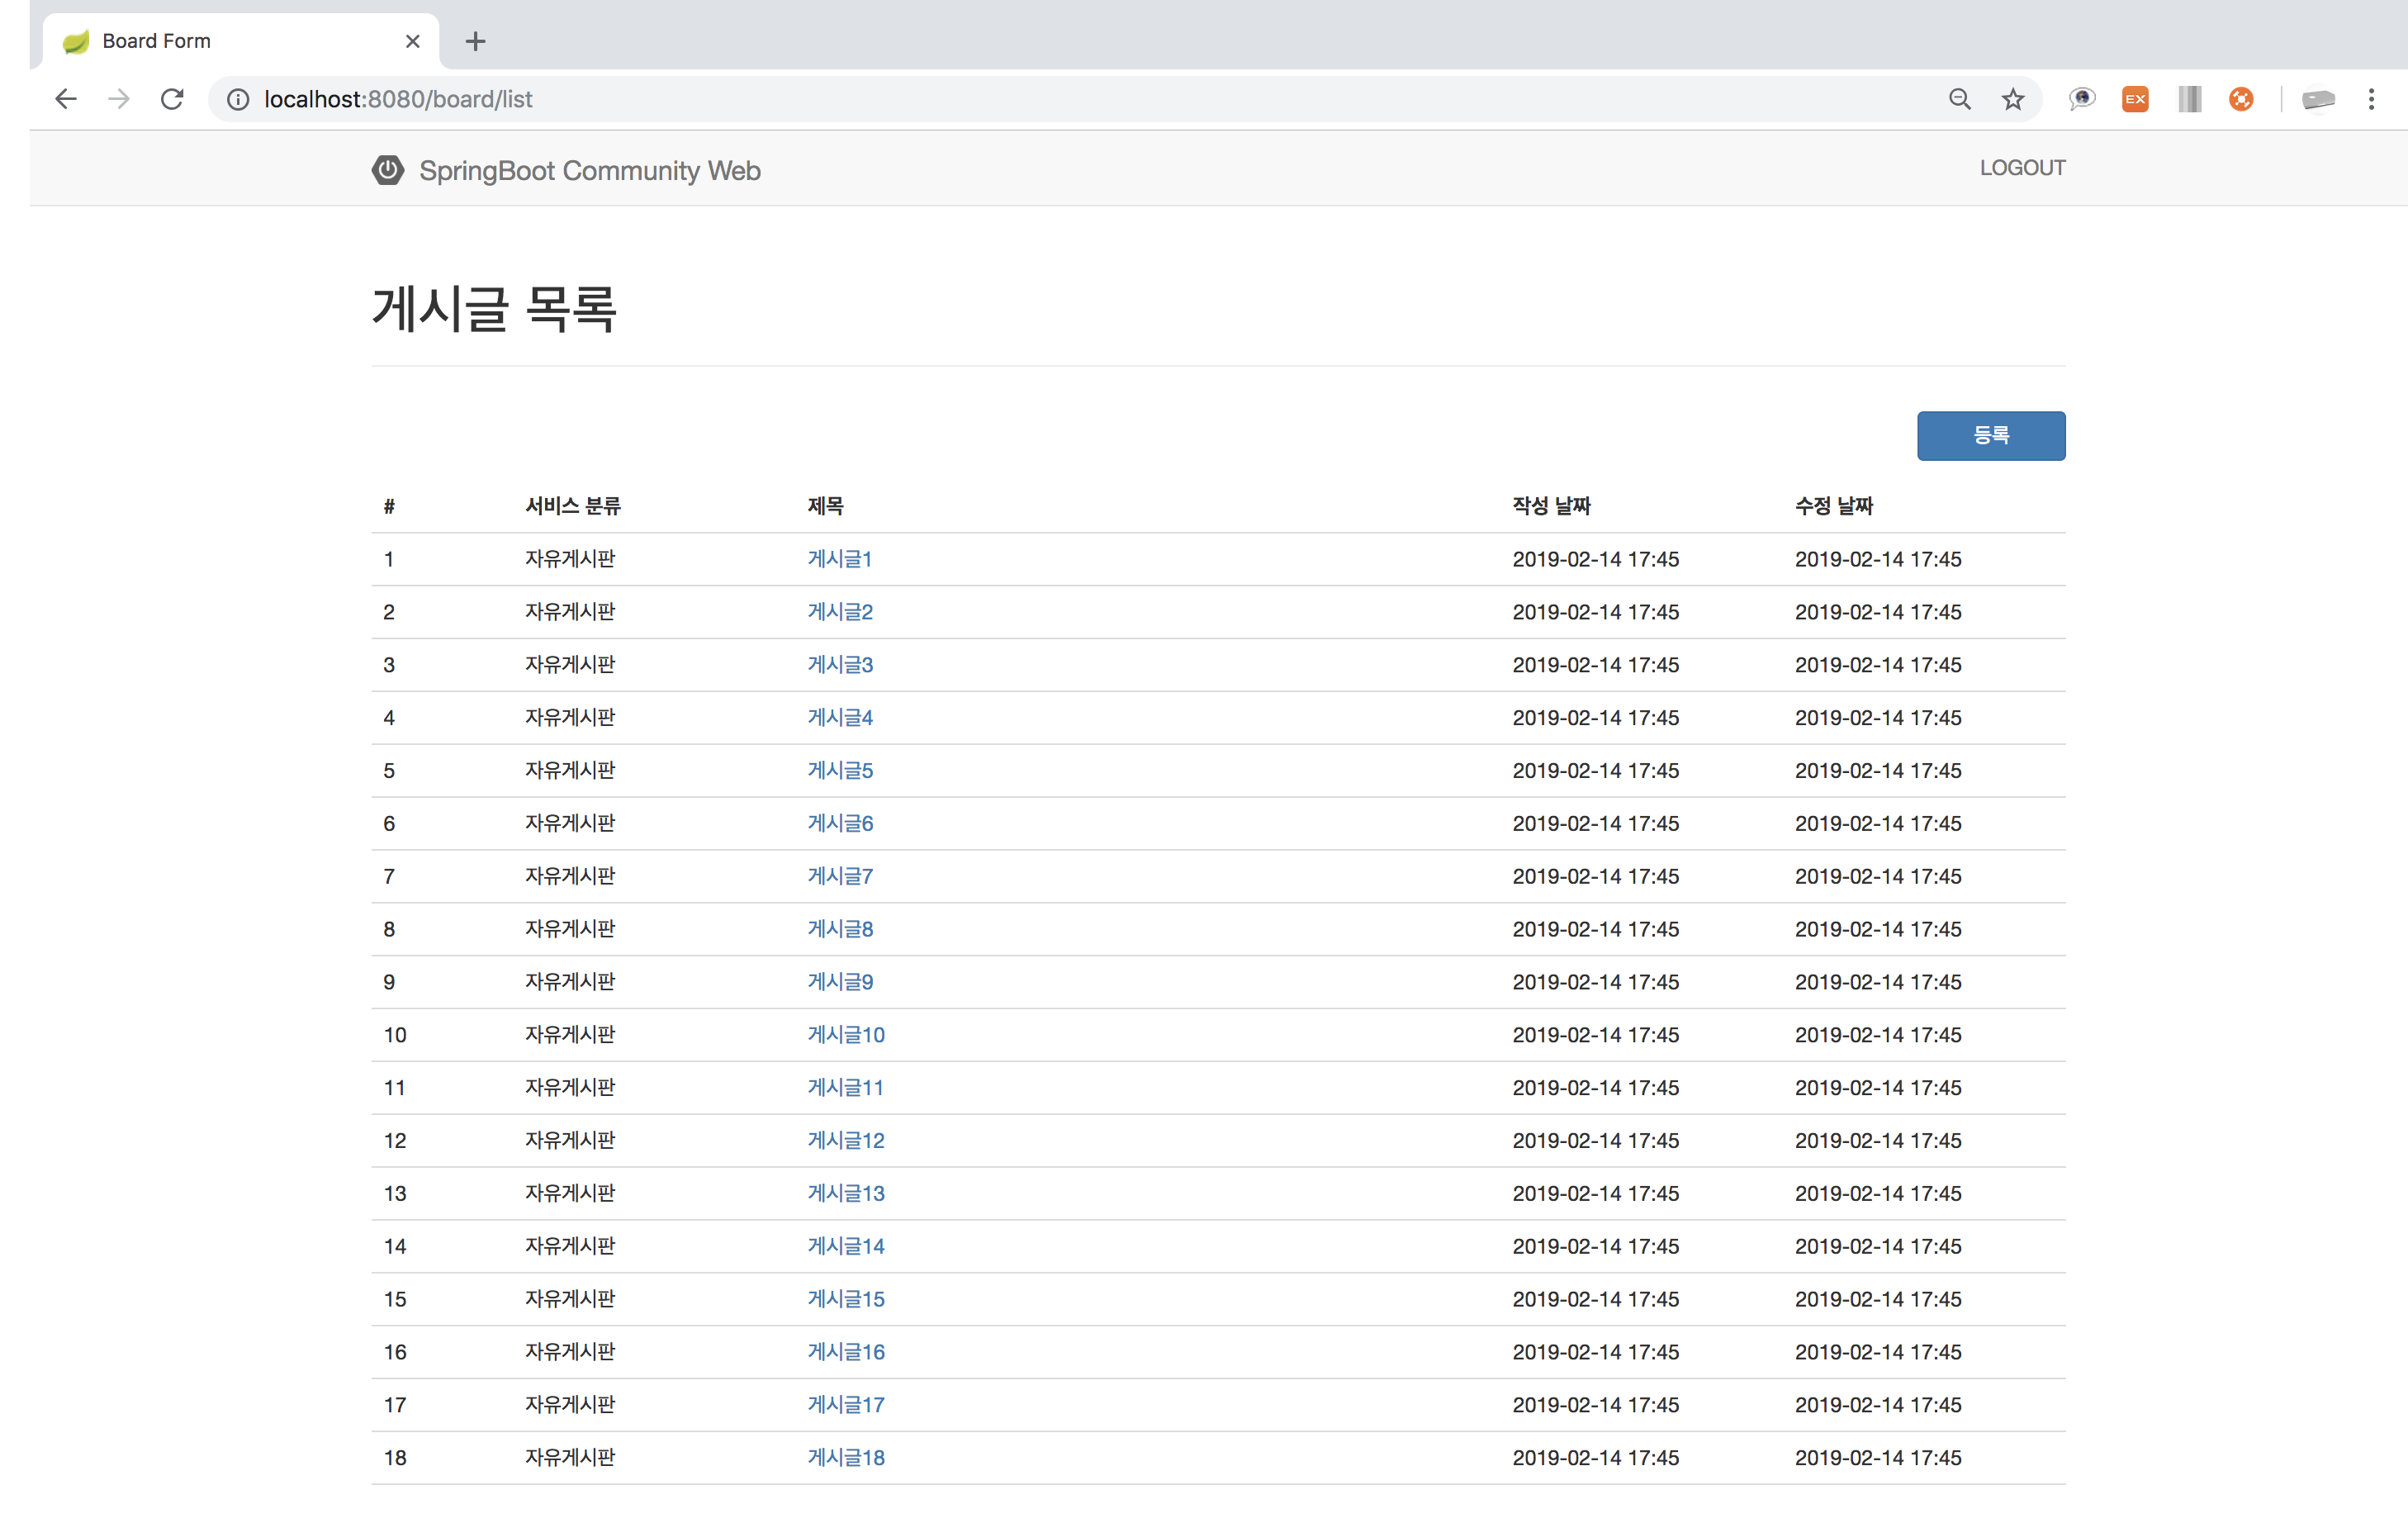 Board Form
localhost:8080/board/list
EX
SpringBoot Community Web LOGOUT
게시글 목록
등록
# 서비스 분류 제목 작성 날짜 수정 날짜
1 자유게시판 게시글1 2019-02-14 17:45 2019-02-14 17:45
2 자유게시판 게시글2 2019-02-14 17:45 2019-02-14 17:45
3 자유게시판 게시글3 2019-02-14 17:45 2019-02-14 17:45
4 자유게시판 게시글4 2019-02-14 17:45 2019-02-14 17:45
5 자유게시판 게시글5 2019-02-14 17:45 2019-02-14 17:45
6 자유게시판 게시글6 2019-02-14 17:45 2019-02-14 17:45
7 자유게시판 게시글7 2019-02-14 17:45 2019-02-14 17:45
8 자유게시판 게시글8 2019-02-14 17:45 2019-02-14 17:45
9 자유게시판 게시글9 2019-02-14 17:45 2019-02-14 17:45
10 자유게시판 게시글10 2019-02-14 17:45 2019-02-14 17:45
11 자유게시판 게시글11 2019-02-14 17:45 2019-02-14 17:45
12 자유게시판 게시글12 2019-02-14 17:45 2019-02-14 17:45
13 자유게시판 게시글13 2019-02-14 17:45 2019-02-14 17:45
14 자유게시판 게시글14 2019-02-14 17:45 2019-02-14 17:45
15 자유게시판 게시글15 2019-02-14 17:45 2019-02-14 17:45
16 자유게시판 게시글16 2019-02-14 17:45 2019-02-14 17:45
17 자유게시판 게시글17 2019-02-14 17:45 2019-02-14 17:45
18 자유게시판 게시글18 2019-02-14 17:45 2019-02-14 17:45